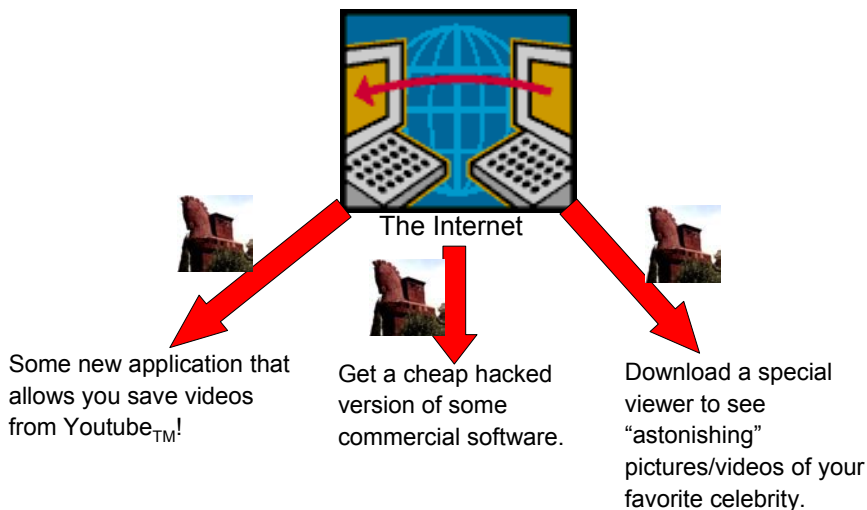 The Internet
Some new application that
allows you save videos
from Youtube™!
Get a cheap hacked
version of some
commercial software.
Download a special
viewer to see
“astonishing”
pictures/videos of your
favorite celebrity.